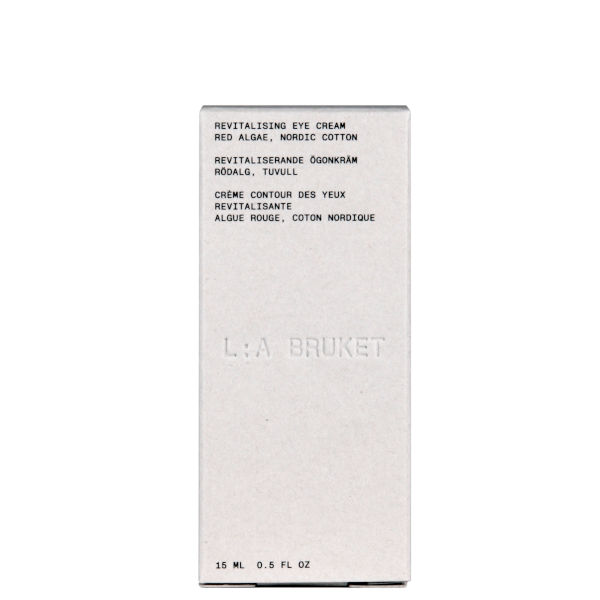 REVITALISING EYE CREAM
RED ALGAE, NORDIC COTTON
REVITALISERANDE ÖGONKRÄM
RÖDALG, TUVULL
CRÈME CONTOUR DES YEUX
REVITALISANTE
ALGUE ROUGE, COTON NORDIQUE
L:A BRUKET
15 ML 0.5 FL OZ